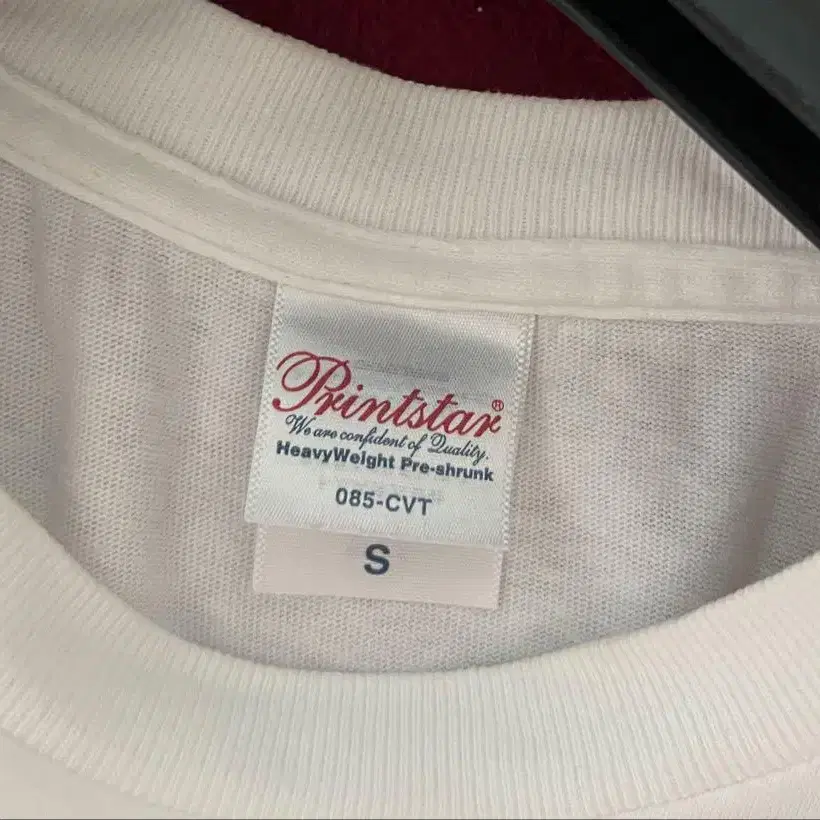 Printstar®
We are confident of Quality.
HeavyWeight Pre-shrunk
085-CVT
S